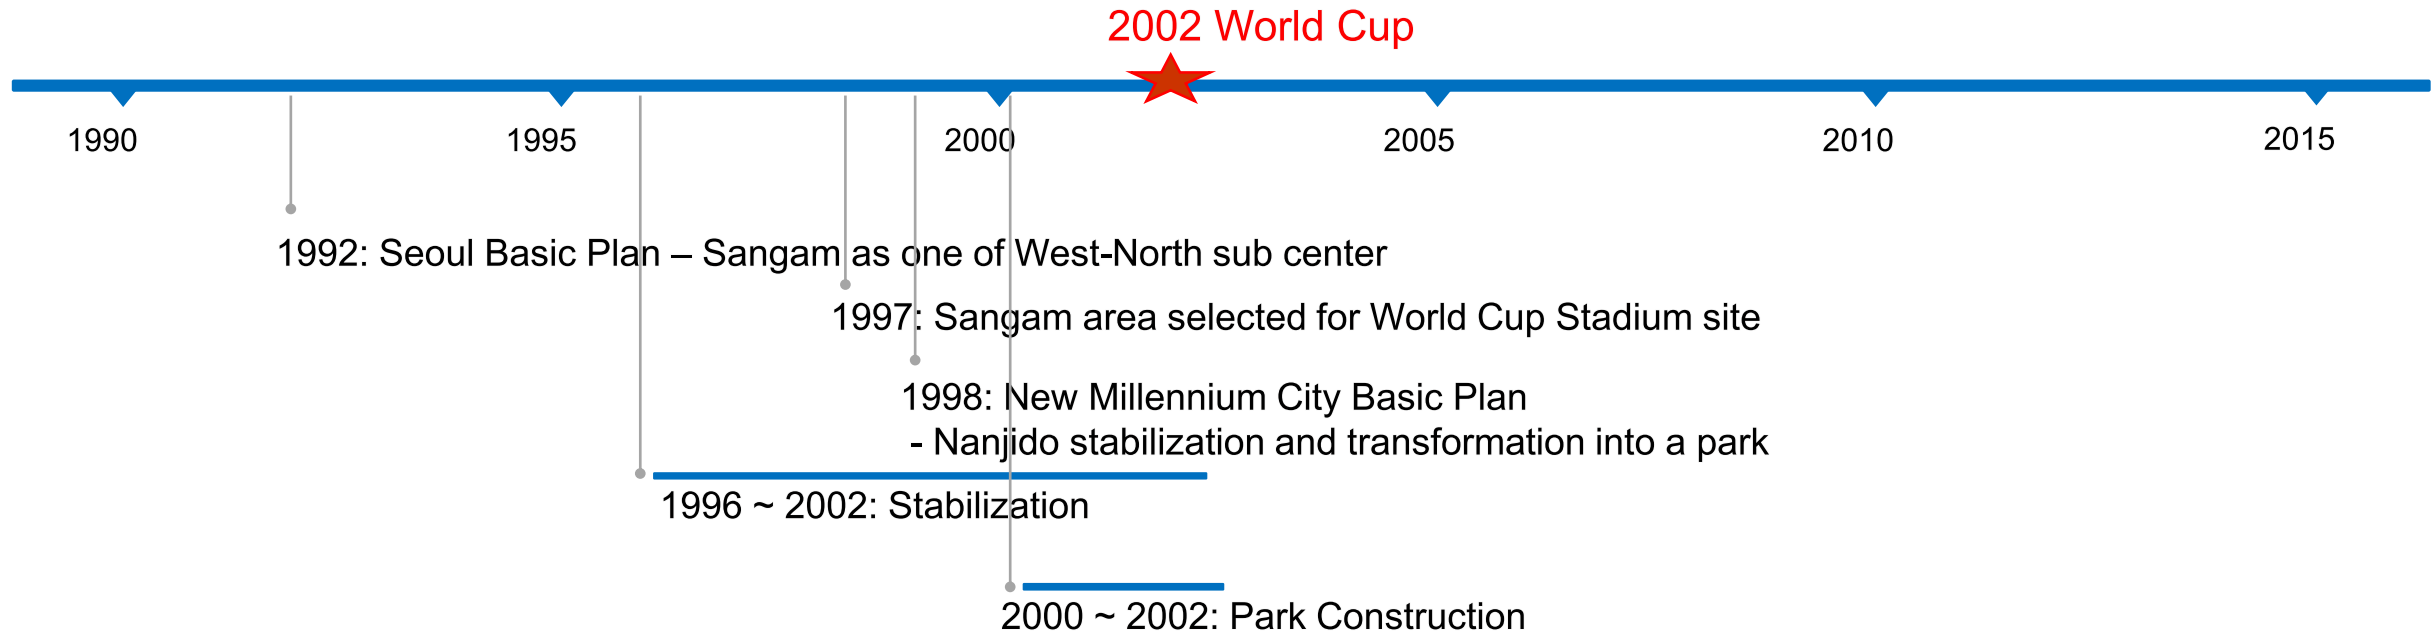 2002 World Cup
1990 1995 2000 2005 2010 2015
1992: Seoul Basic Plan – Sangam as one of West-North sub center
1997: Sangam area selected for World Cup Stadium site
1998: New Millennium City Basic Plan
- Nanjido stabilization and transformation into a park
1996 ~ 2002: Stabilization
2000 ~ 2002: Park Construction